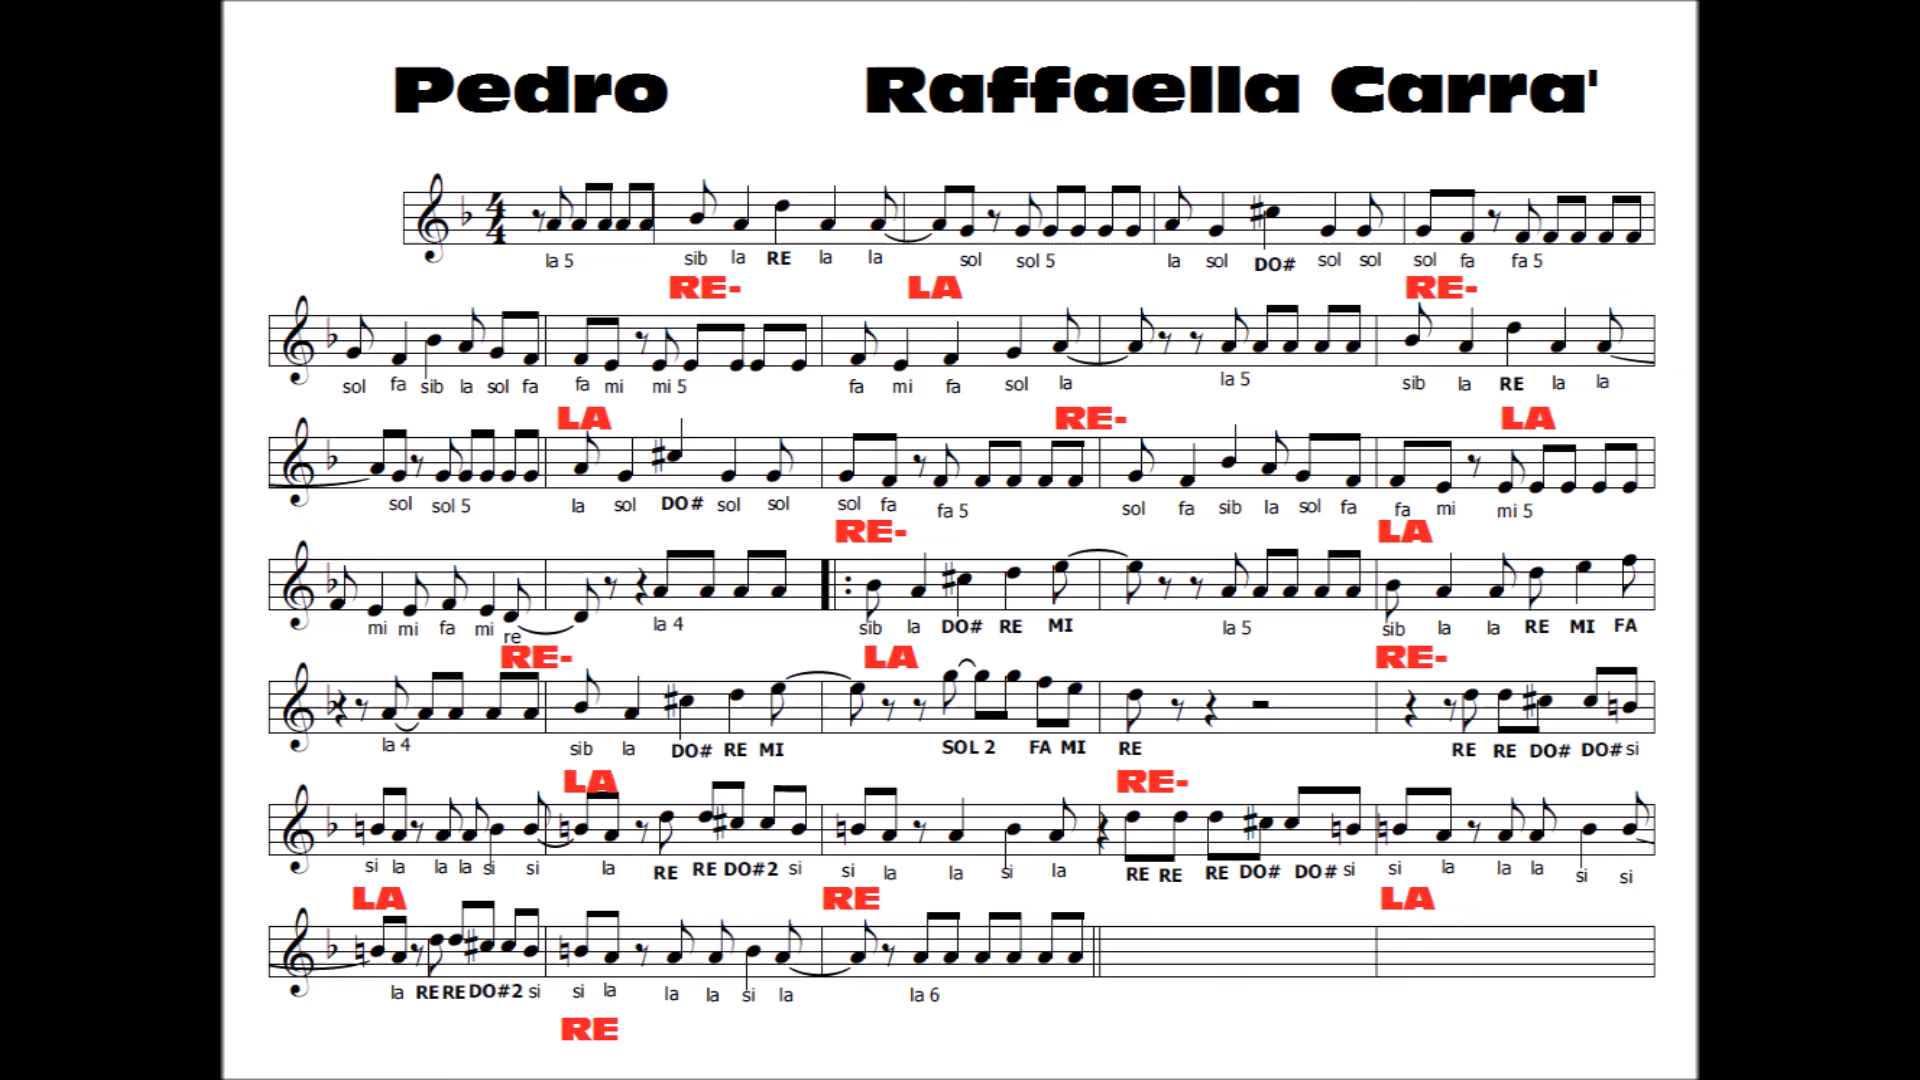 Pedro Raffaella Carra'
4/4
la 5 sib la RE la la sol sol 5 la sol DO# sol sol sol fa fa 5
RE- LA RE-
sol fa sib la sol fa fa mi mi 5 fa mi fa sol la la 5 sib la RE la la
LA RE- LA
sol sol 5 la sol DO# sol sol sol fa fa 5 sol fa sib la sol fa fa mi mi 5
RE- LA
mi mi fa mi re la 4 sib la DO# RE MI la 5 sib la la RE MI FA
RE- LA RE-
la 4 sib la DO# RE MI SOL 2 FA MI RE RE RE DO# DO# si
LA RE-
si la la la si si la RE RE DO#2 si si la la si la RE RE RE DO# DO# si si la la la si si
LA RE LA
la RE RE DO#2 si si la la la si la la 6
RE